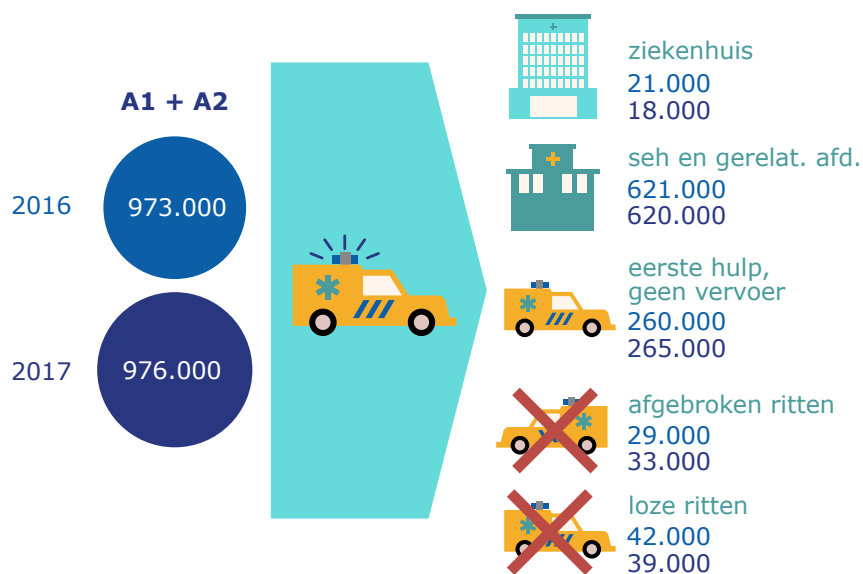 A1 + A2
2016
973.000
2017
976.000
ziekenhuis
21.000
18.000
seh en gerelat. afd.
621.000
620.000
eerste hulp,
geen vervoer
260.000
265.000
afgebroken ritten
29.000
33.000
loze ritten
42.000
39.000